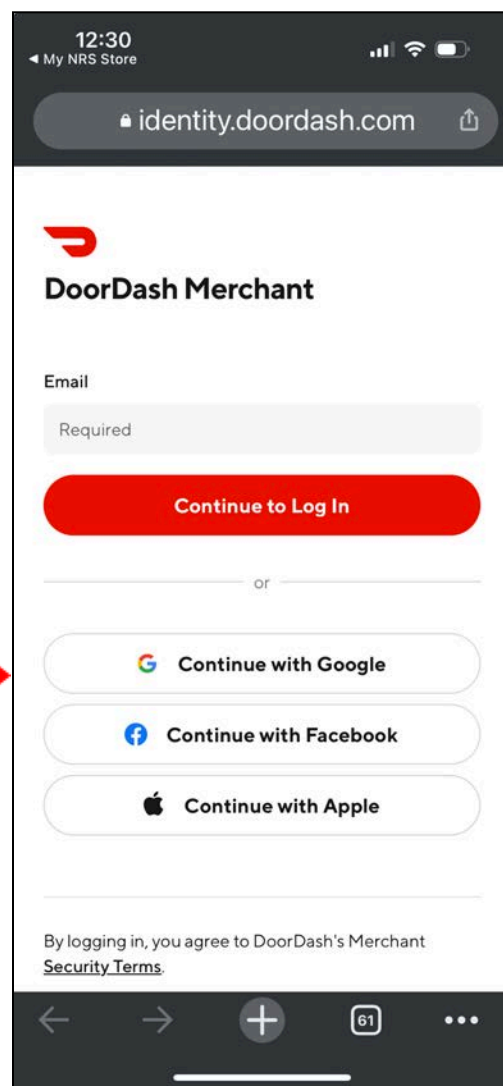 12:30
◀ My NRS Store
identity.doordash.com
DoorDash Merchant
Email
Required
Continue to Log In
or
Continue with Google
Continue with Facebook
Continue with Apple
By logging in, you agree to DoorDash's Merchant
Security Terms.
61